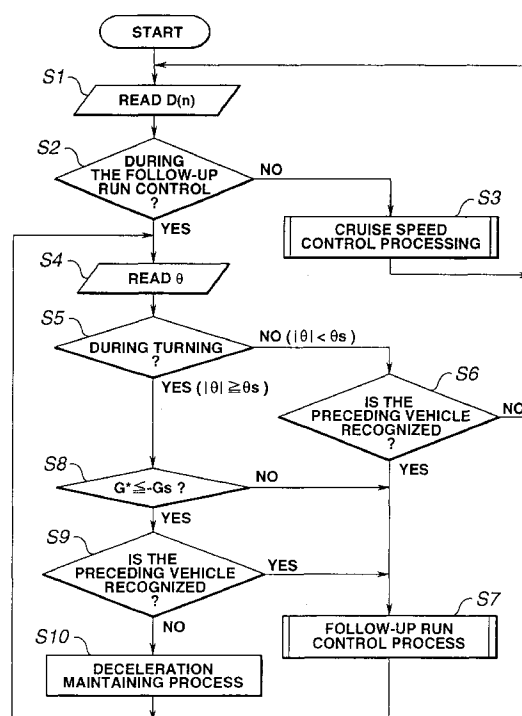 START
S1
READ D(n)
S2
DURING
THE FOLLOW-UP
RUN CONTROL
?
NO
YES
S3
CRUISE SPEED
CONTROL PROCESSING
S4
READ θ
S5
DURING TURNING
?
NO (|θ|<θs)
YES (|θ|≧θs)
S6
IS THE
PRECEDING VEHICLE
RECOGNIZED
?
NO
YES
S8
G*≦-Gs ?
NO
YES
S9
IS THE
PRECEDING VEHICLE
RECOGNIZED
?
YES
NO
S7
FOLLOW-UP RUN
CONTROL PROCESS
S10
DECELERATION
MAINTAINING PROCESS